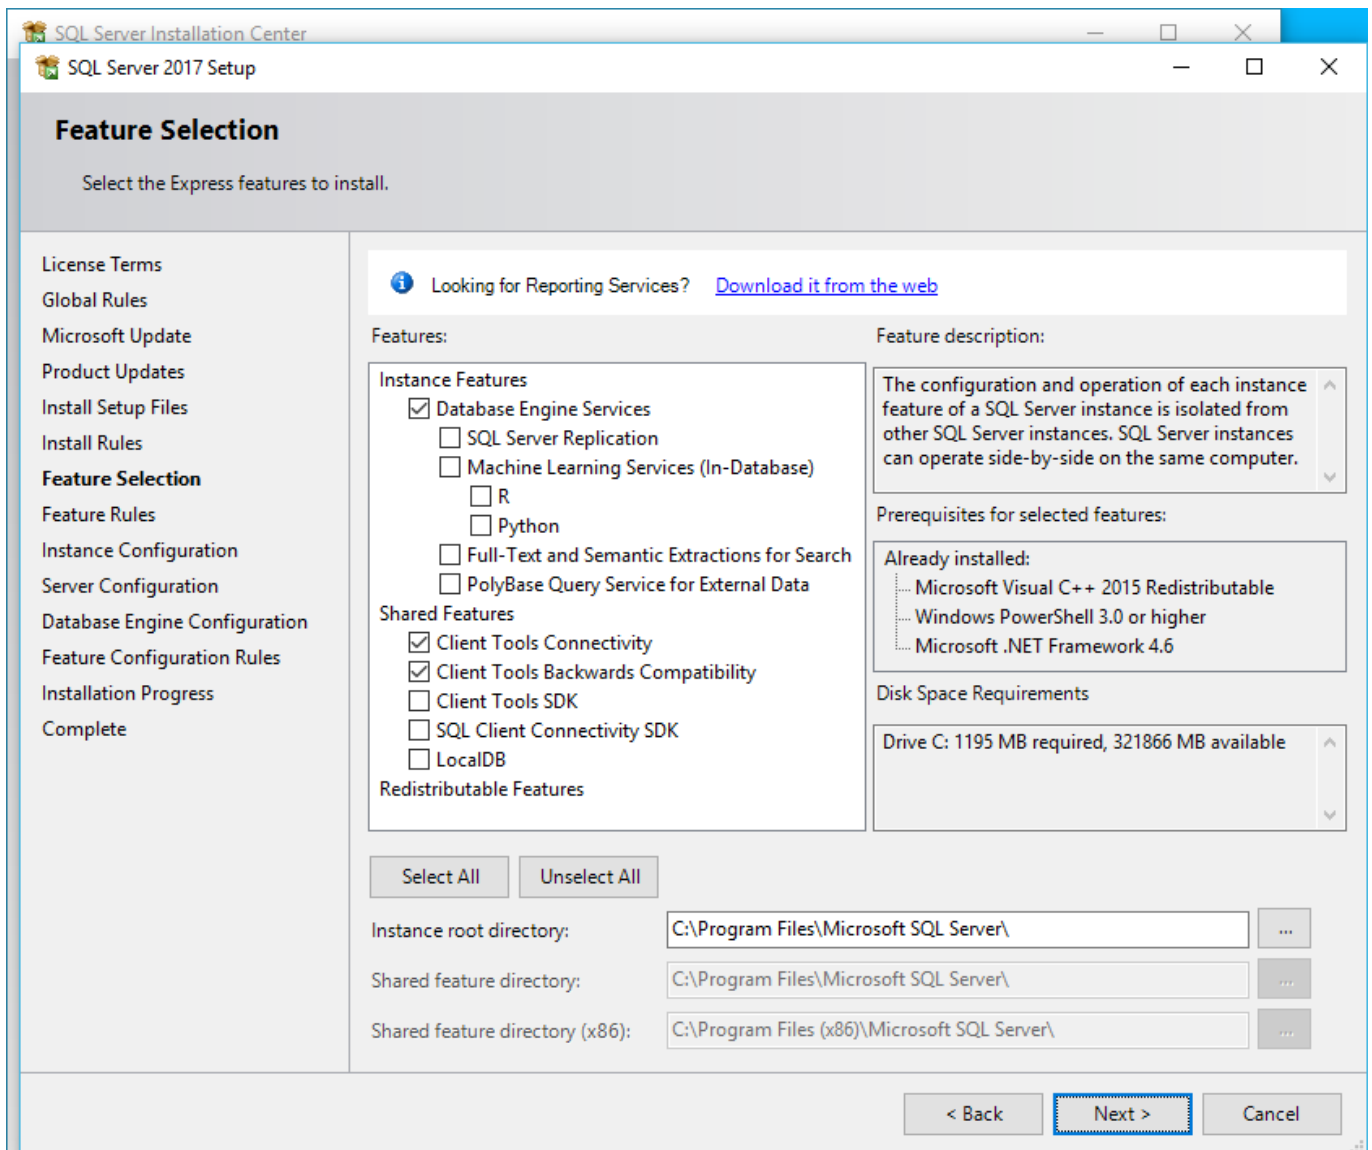 SQL Server Installation Center
SQL Server 2017 Setup
Feature Selection
Select the Express features to install.
License Terms
Global Rules
Microsoft Update
Product Updates
Install Setup Files
Install Rules
Feature Selection
Feature Rules
Instance Configuration
Server Configuration
Database Engine Configuration
Feature Configuration Rules
Installation Progress
Complete
Looking for Reporting Services? Download it from the web
Features:
Instance Features
Database Engine Services
SQL Server Replication
Machine Learning Services (In-Database)
R
Python
Full-Text and Semantic Extractions for Search
PolyBase Query Service for External Data
Shared Features
Client Tools Connectivity
Client Tools Backwards Compatibility
Client Tools SDK
SQL Client Connectivity SDK
LocalDB
Redistributable Features
Feature description:
The configuration and operation of each instance
feature of a SQL Server instance is isolated from
other SQL Server instances. SQL Server instances
can operate side-by-side on the same computer.
Prerequisites for selected features:
Already installed:
Microsoft Visual C++ 2015 Redistributable
Windows PowerShell 3.0 or higher
Microsoft .NET Framework 4.6
Disk Space Requirements
Drive C: 1195 MB required, 321866 MB available
Select All
Unselect All
Instance root directory: C:\Program Files\Microsoft SQL Server\ ...
Shared feature directory: C:\Program Files\Microsoft SQL Server\ ...
Shared feature directory (x86): C:\Program Files (x86)\Microsoft SQL Server\ ...
< Back
Next >
Cancel